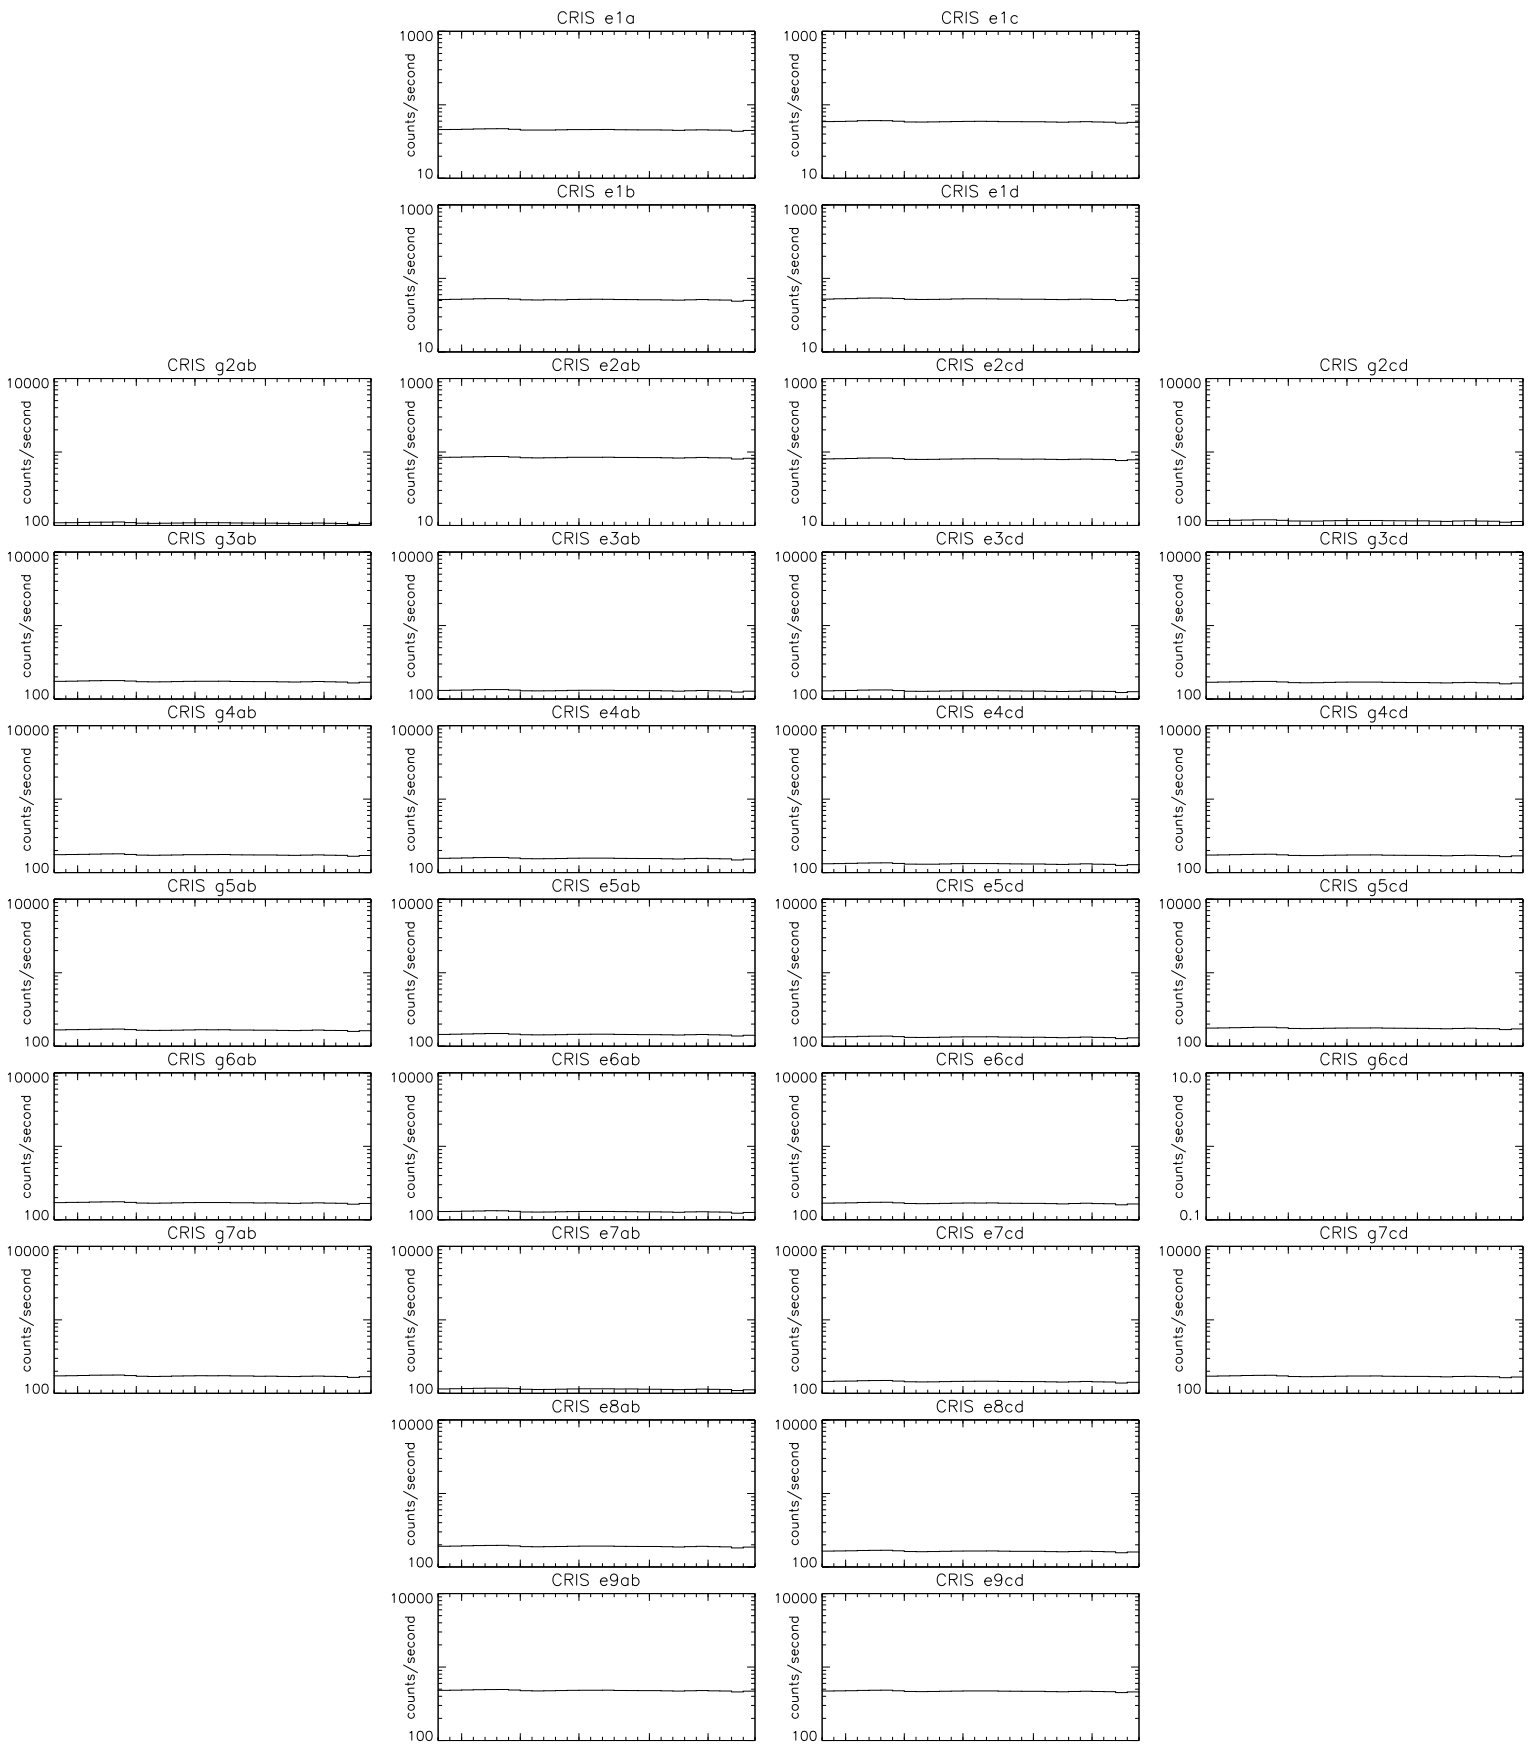 CRIS e1a CRIS e1c
1000 1000
counts/second counts/second
10 10
CRIS e1b CRIS e1d
1000 1000
counts/second counts/second
10 10
CRIS g2ab CRIS e2ab CRIS e2cd CRIS g2cd
10000 1000 1000 10000
counts/second counts/second counts/second counts/second
100 10 10 100
CRIS g3ab CRIS e3ab CRIS e3cd CRIS g3cd
10000 10000 10000 10000
counts/second counts/second counts/second counts/second
100 100 100 100
CRIS g4ab CRIS e4ab CRIS e4cd CRIS g4cd
10000 10000 10000 10000
counts/second counts/second counts/second counts/second
100 100 100 100
CRIS g5ab CRIS e5ab CRIS e5cd CRIS g5cd
10000 10000 10000 10000
counts/second counts/second counts/second counts/second
100 100 100 100
CRIS g6ab CRIS e6ab CRIS e6cd CRIS g6cd
10000 10000 10000 10.0
counts/second counts/second counts/second counts/second
100 100 100 0.1
CRIS g7ab CRIS e7ab CRIS e7cd CRIS g7cd
10000 10000 10000 10000
counts/second counts/second counts/second counts/second
100 100 100 100
CRIS e8ab CRIS e8cd
10000 10000
counts/second counts/second
100 100
CRIS e9ab CRIS e9cd
10000 10000
counts/second counts/second
100 100